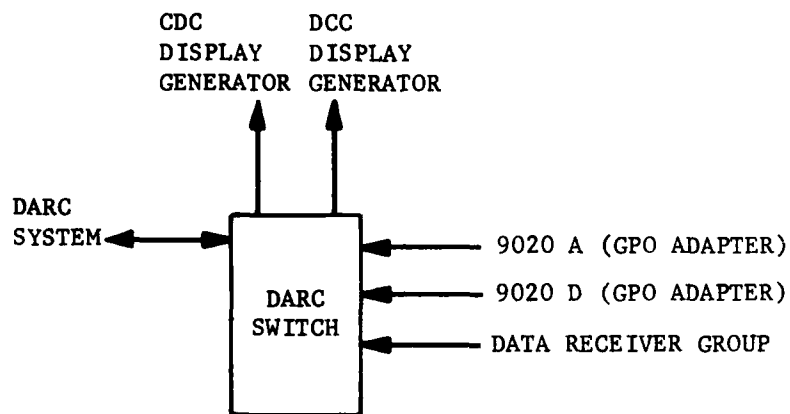 CDC
DISPLAY
GENERATOR
DCC
DISPLAY
GENERATOR
DARC
SYSTEM
DARC
SWITCH
9020 A (GPO ADAPTER)
9020 D (GPO ADAPTER)
DATA RECEIVER GROUP